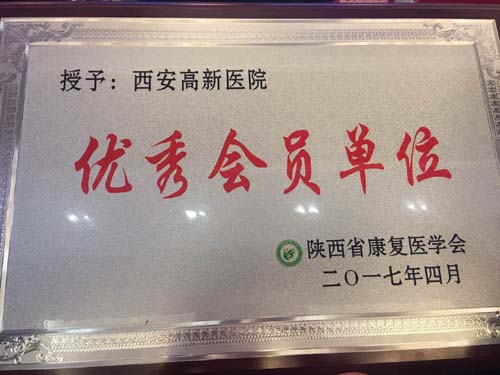 授予：西安高新医院
优秀会员单位
陕西省康复医学会
二〇一七年四月